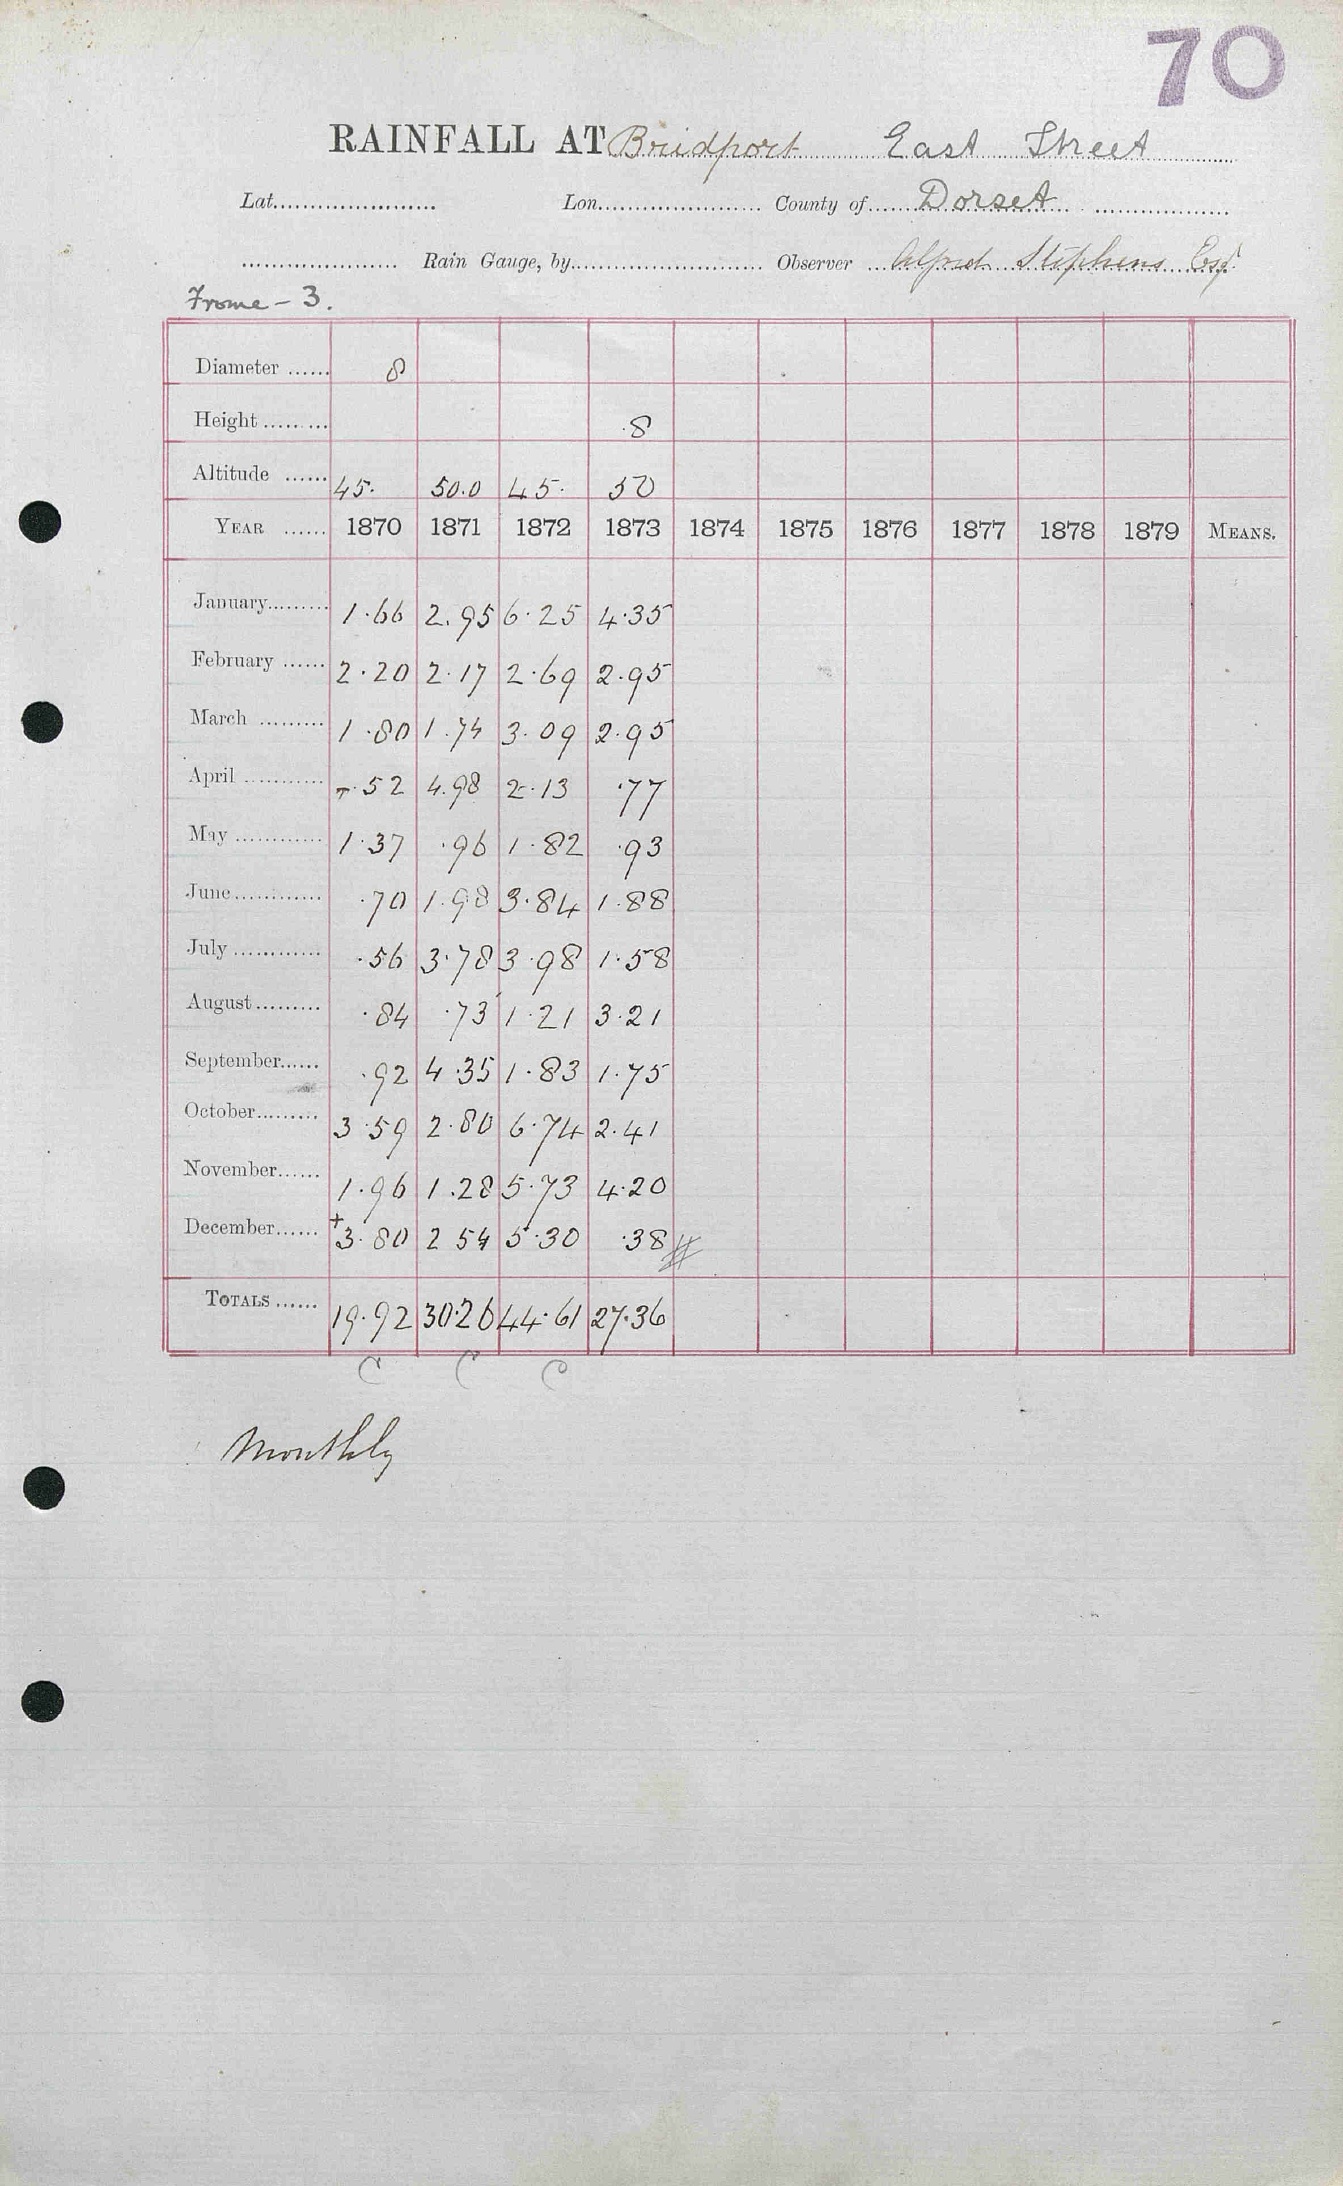 70
RAINFALL AT Bridport East Street
Lat. Lon. County of Dorset
Rain Gauge, by Observer Alfred Stephens Esq.
Frome - 3.
Diameter 8
Height .8
Altitude 45. 50.0 45. 50
YEAR 1870 1871 1872 1873 1874 1875 1876 1877 1878 1879 MEANS.
January 1.66 2.95 6.25 4.35
February 2.20 2.17 2.69 2.95
March 1.80 1.74 3.09 2.95
April .52 4.98 2.13 .77
May 1.37 .96 1.82 .93
June .70 1.98 3.84 1.88
July .56 3.78 3.98 1.58
August .84 .73 1.21 3.21
September .92 4.35 1.83 1.75
October 3.59 2.80 6.74 2.41
November 1.96 1.28 5.73 4.20
December +3.80 2 54 5.30 .38 #
TOTALS 19.92 30.26 44.61 27.36
C C C
Monthly